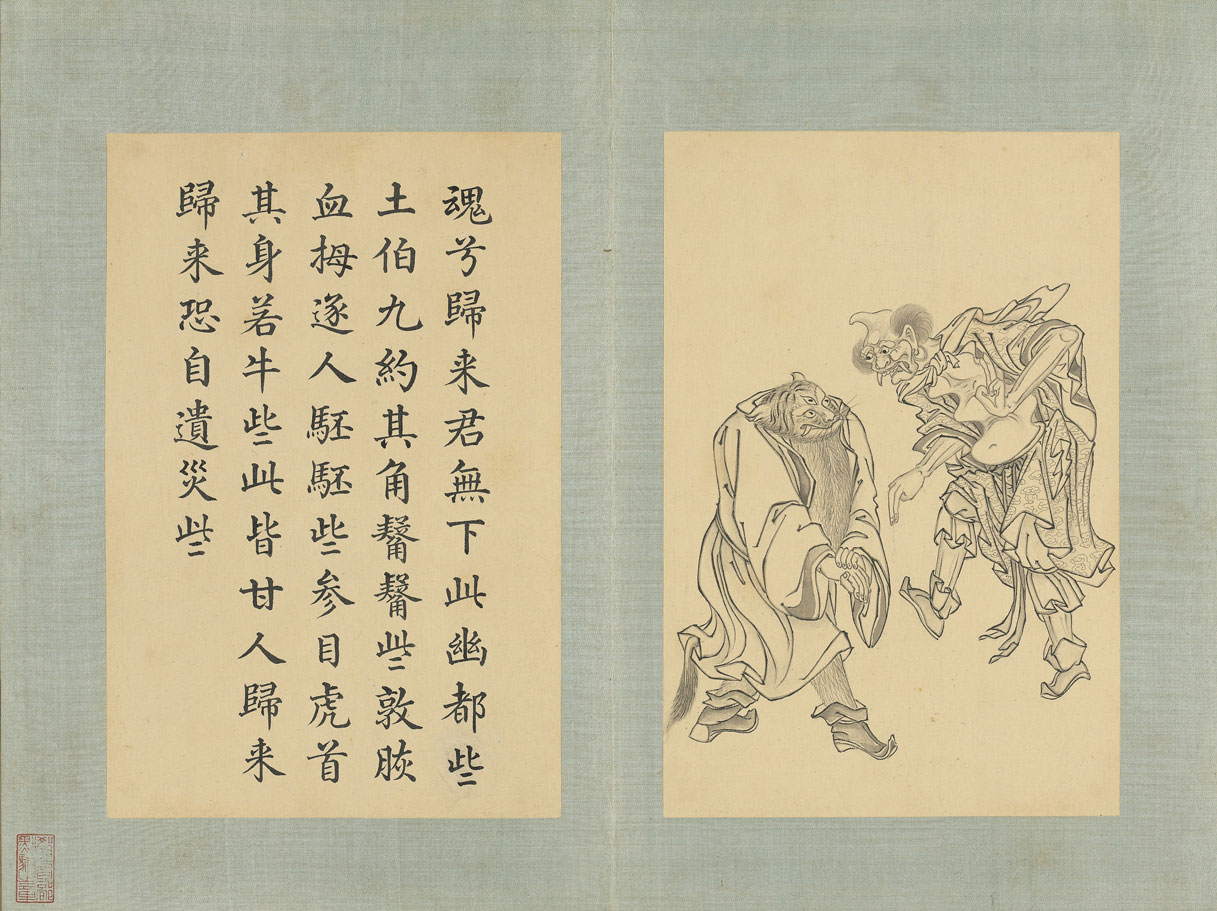 魂兮歸来君無下此幽都些
土伯九約其角觺觺些敦脄
血拇逐人駓駓些参目虎首
其身若牛些此皆甘人歸来
歸来恐自遺災些